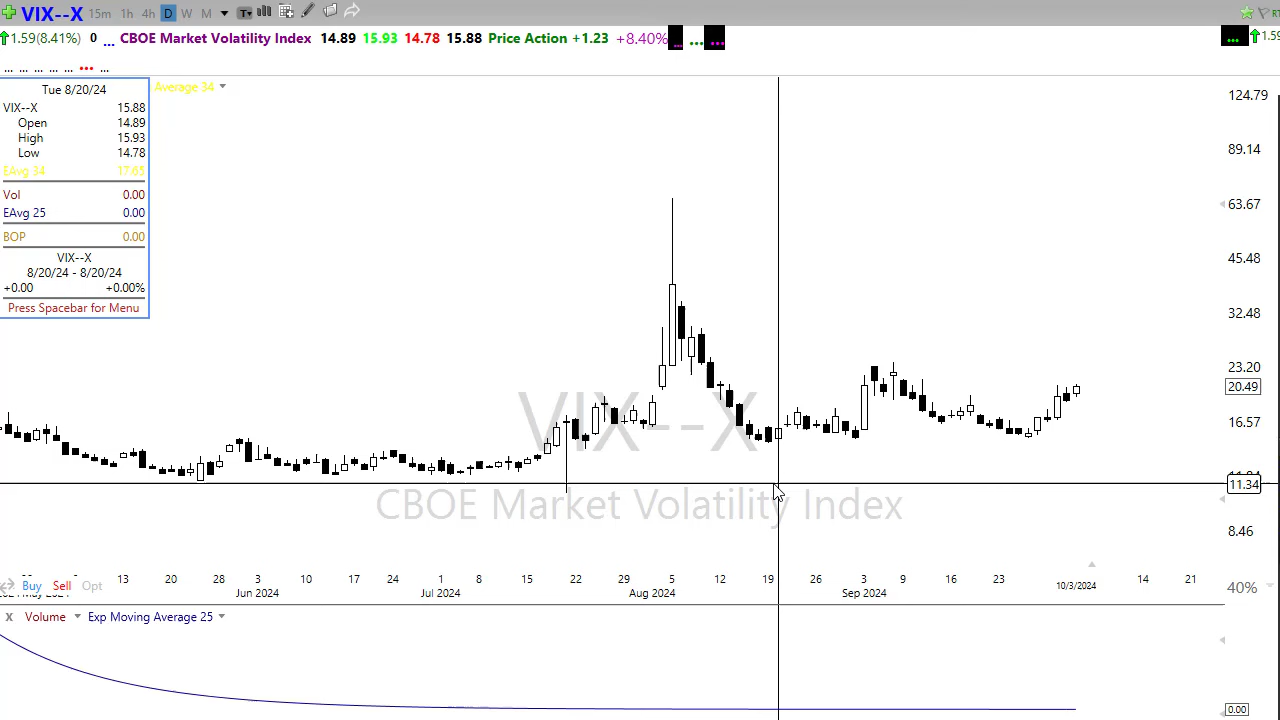 VIX--X 15m 1h 4h D W M T
1.59(8.41%) 0 ... CBOE Market Volatility Index 14.89 15.93 14.78 15.88 Price Action +1.23 +8.40% ... ... ... ... 1.59
... ... ... ... ... ... ...
Tue 8/20/24
VIX--X 15.88
Open 14.89
High 15.93
Low 14.78
EAvg 34 17.65
Vol 0.00
EAvg 25 0.00
BOP 0.00
VIX--X
8/20/24 - 8/20/24
+0.00 +0.00%
Press Spacebar for Menu
Average 34
124.79
89.14
63.67
45.48
32.48
23.20
20.49
16.57
11.34
8.46
VIX--X
CBOE Market Volatility Index
Buy Sell Opt
13 20 28 3 10 17 24 1 8 15 22 29 5 12 19 26 3 9 16 23 10/3/2024 14 21
Jun 2024 Jul 2024 Aug 2024 Sep 2024
40%
X Volume Exp Moving Average 25
0.00